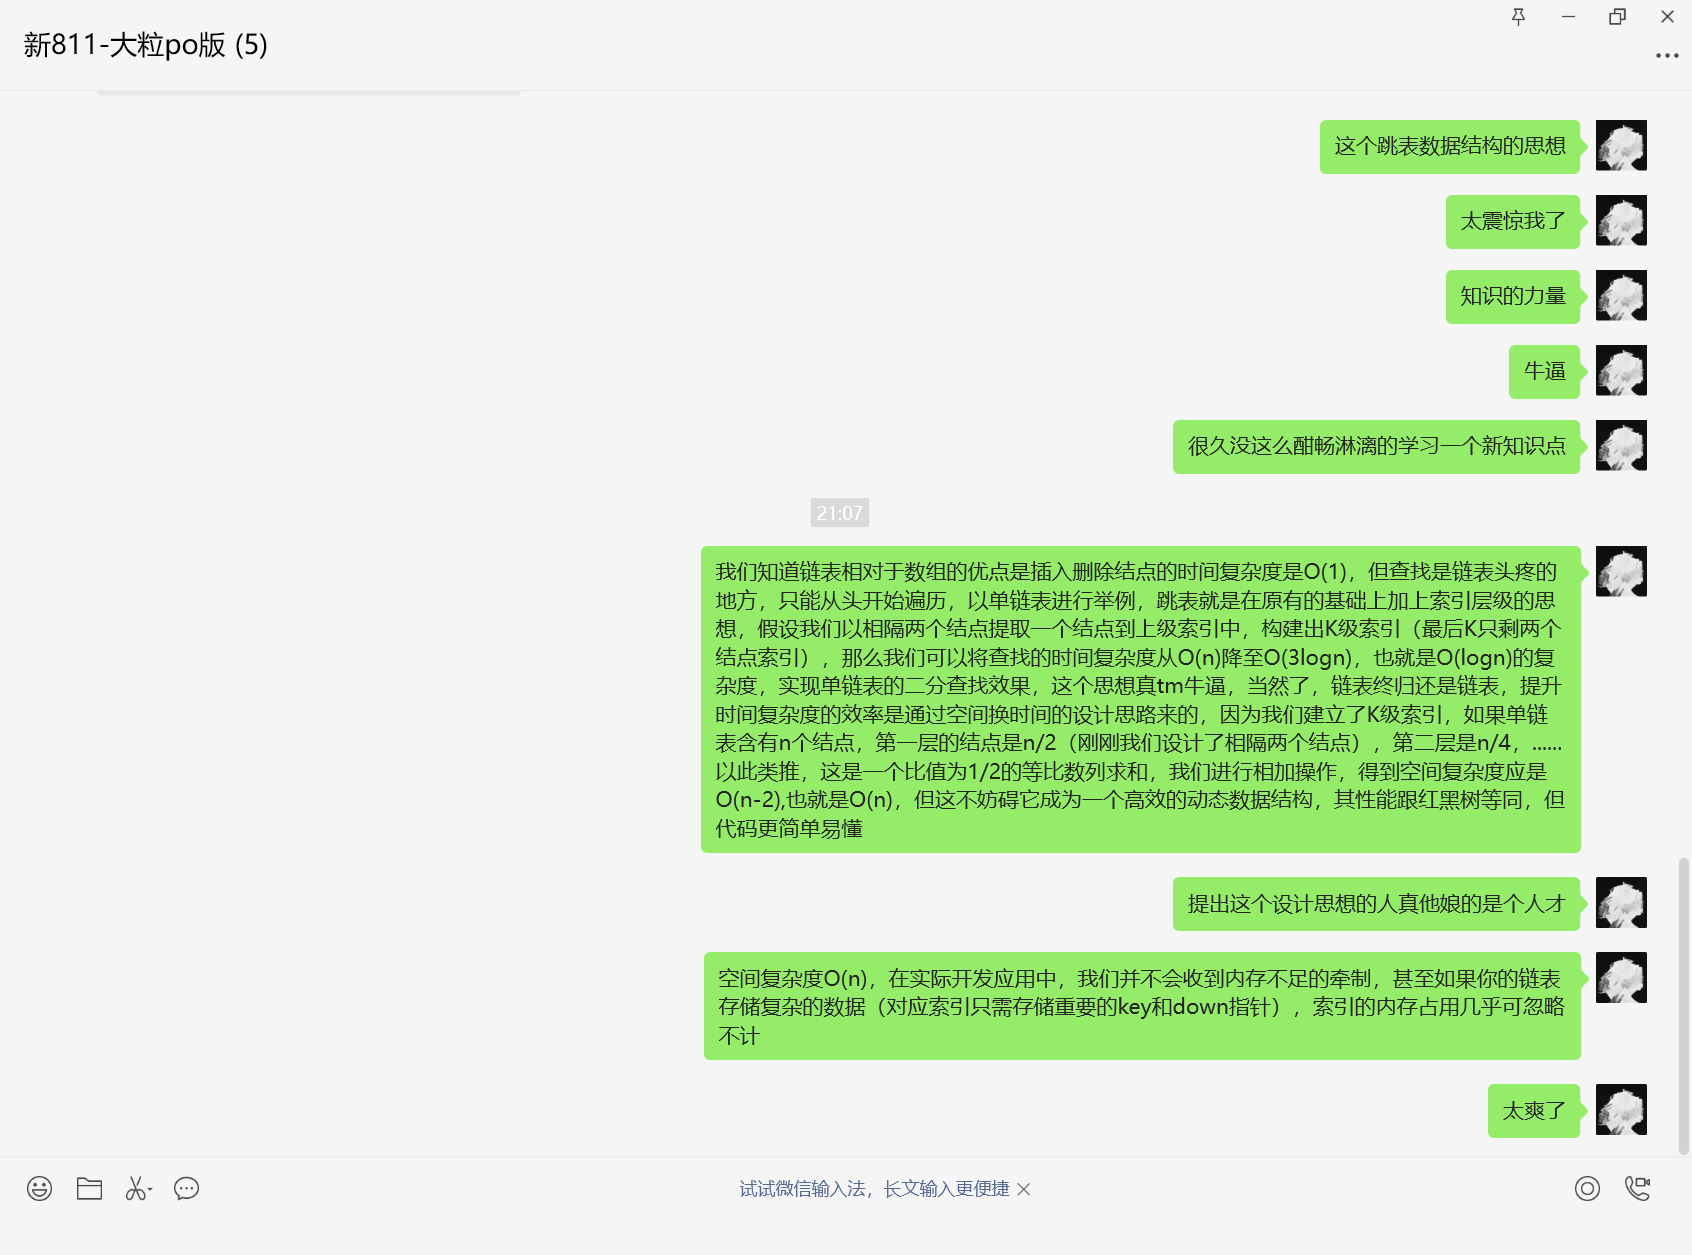 新811-大粒po版 (5)
这个跳表数据结构的思想
太震惊我了
知识的力量
牛逼
很久没这么酣畅淋漓的学习一个新知识点
21:07
我们知道链表相对于数组的优点是插入删除结点的时间复杂度是O(1)，但查找是链表头疼的
地方，只能从头开始遍历，以单链表进行举例，跳表就是在原有的基础上加上索引层级的思
想，假设我们以相隔两个结点提取一个结点到上级索引中，构建出K级索引（最后K只剩两个
结点索引），那么我们可以将查找的时间复杂度从O(n)降至O(3logn)，也就是O(logn)的复
杂度，实现单链表的二分查找效果，这个思想真tm牛逼，当然了，链表终归还是链表，提升
时间复杂度的效率是通过空间换时间的设计思路来的，因为我们建立了K级索引，如果单链
表含有n个结点，第一层的结点是n/2（刚刚我们设计了相隔两个结点），第二层是n/4，......
以此类推，这是一个比值为1/2的等比数列求和，我们进行相加操作，得到空间复杂度应是
O(n-2),也就是O(n)，但这不妨碍它成为一个高效的动态数据结构，其性能跟红黑树等同，但
代码更简单易懂
提出这个设计思想的人真他娘的是个人才
空间复杂度O(n)，在实际开发应用中，我们并不会收到内存不足的牵制，甚至如果你的链表
存储复杂的数据（对应索引只需存储重要的key和down指针），索引的内存占用几乎可忽略
不计
太爽了
试试微信输入法，长文输入更便捷